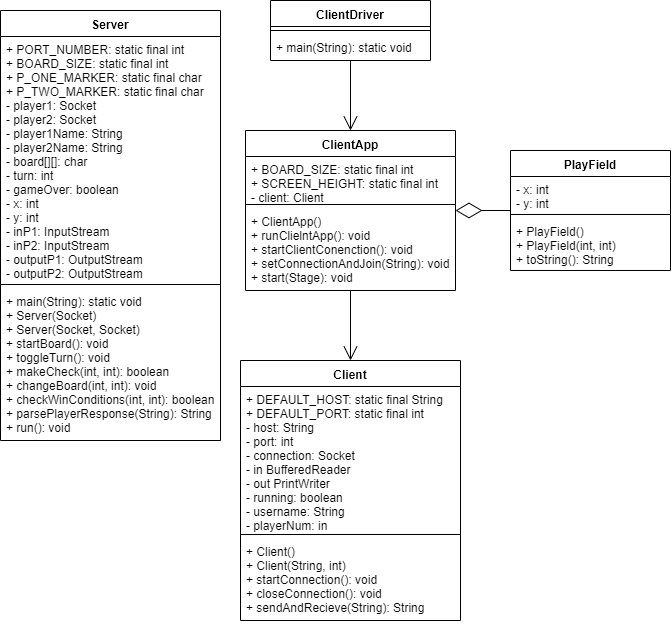 Server
+ PORT_NUMBER: static final int
+ BOARD_SIZE: static final int
+ P_ONE_MARKER: static final char
+ P_TWO_MARKER: static final char
- player1: Socket
- player2: Socket
- player1Name: String
- player2Name: String
- board[][]: char
- turn: int
- gameOver: boolean
- x: int
- y: int
- inP1: InputStream
- inP2: InputStream
- outputP1: OutputStream
- outputP2: OutputStream
+ main(String): static void
+ Server(Socket)
+ Server(Socket, Socket)
+ startBoard(): void
+ toggleTurn(): void
+ makeCheck(int, int): boolean
+ changeBoard(int, int): void
+ checkWinConditions(int, int): boolean
+ parsePlayerResponse(String): String
+ run(): void
ClientDriver
+ main(String): static void
ClientApp
+ BOARD_SIZE: static final int
+ SCREEN_HEIGHT: static final int
- client: Client
+ ClientApp()
+ runClieIntApp(): void
+ startClientConenction(): void
+ setConnectionAndJoin(String): void
+ start(Stage): void
PlayField
- x: int
- y: int
+ PlayField()
+ PlayField(int, int)
+ toString(): String
Client
+ DEFAULT_HOST: static final String
+ DEFAULT_PORT: static final int
- host: String
- port: int
- connection: Socket
- in BufferedReader
- out PrintWriter
- running: boolean
- username: String
- playerNum: in
+ Client()
+ Client(String, int)
+ startConnection(): void
+ closeConnection(): void
+ sendAndRecieve(String): String